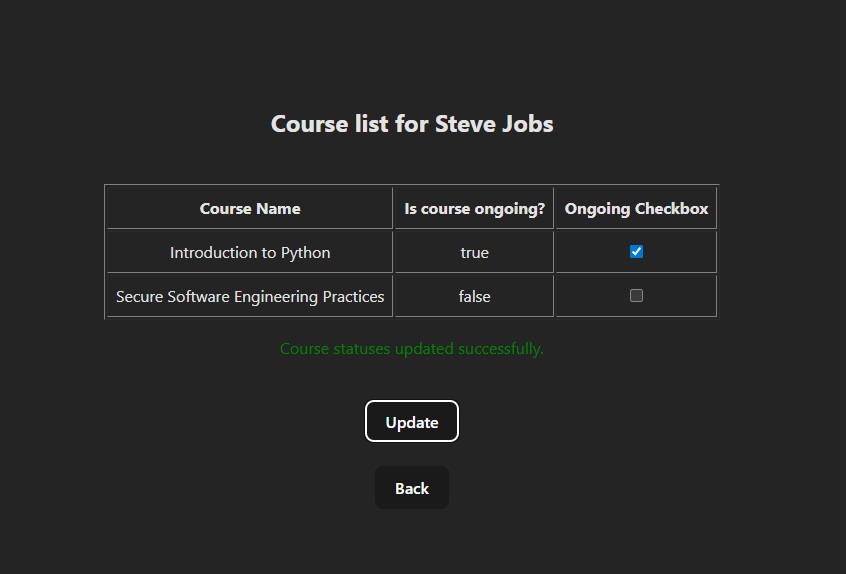 Course list for Steve Jobs
Course Name Is course ongoing? Ongoing Checkbox
Introduction to Python true
Secure Software Engineering Practices false
Course statuses updated successfully.
Update
Back